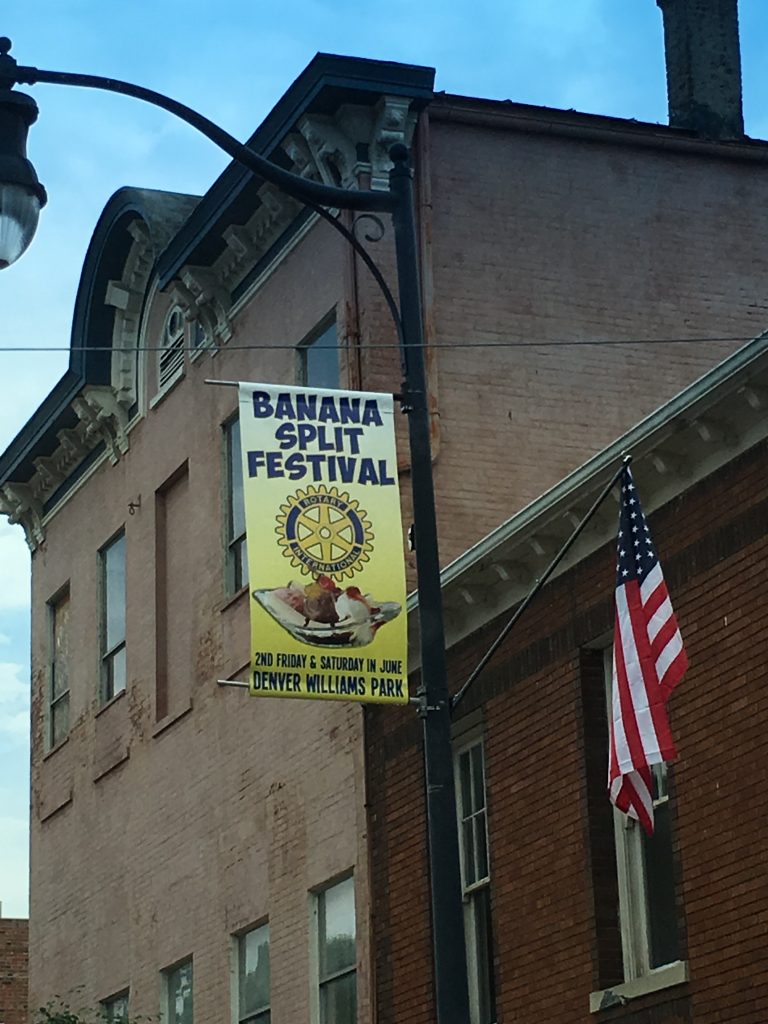 BANANA
SPLIT
FESTIVAL
ROTARY
INTERNATIONAL
2ND FRIDAY & SATURDAY IN JUNE
DENVER WILLIAMS PARK